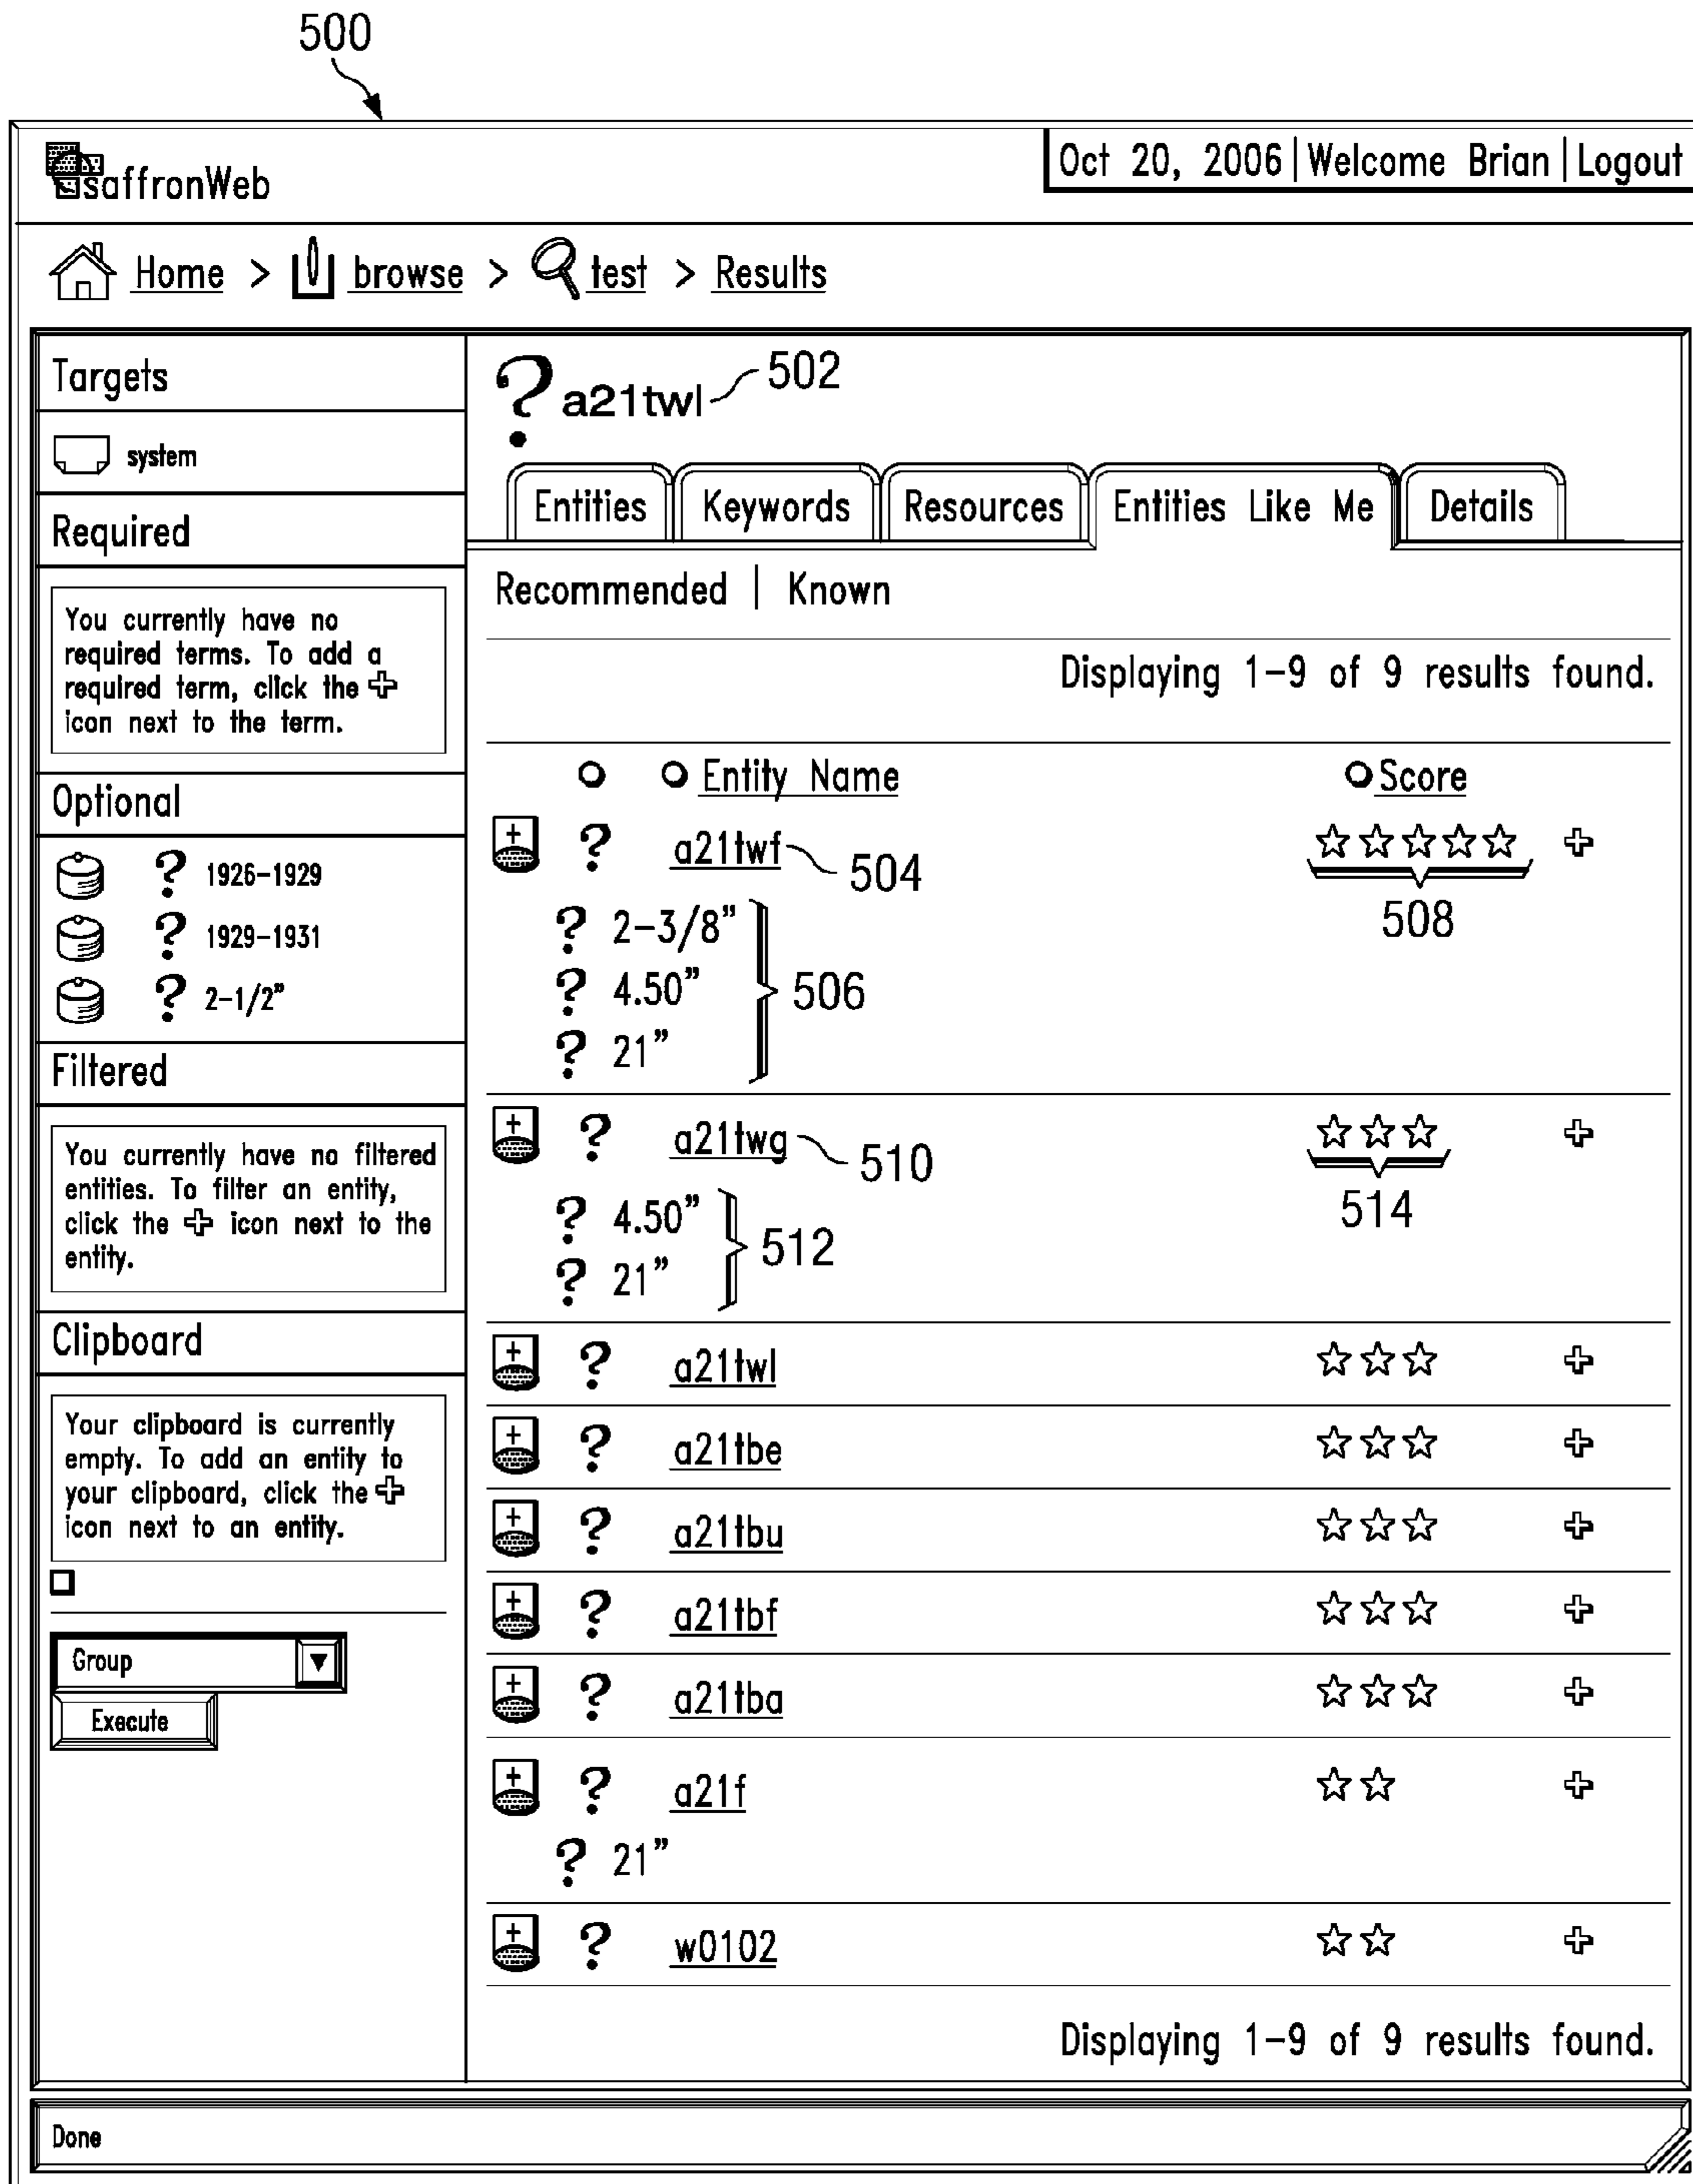 500
saffronWeb
Oct 20, 2006|Welcome Brian|Logout
Home > browse > test > Results
Targets
system
Required
You currently have no
required terms. To add a
required term, click the
icon next to the term.
Optional
? 1926-1929
? 1929-1931
? 2-1/2"
Filtered
You currently have no filtered
entities. To filter an entity,
click the icon next to the
entity.
Clipboard
Your clipboard is currently
empty. To add an entity to
your clipboard, click the
icon next to an entity.
Group
Execute
? a21twl 502
Entities Keywords Resources Entities Like Me Details
Recommended | Known
Displaying 1-9 of 9 results found.
Entity Name Score
+ ? a21twf 504
508
? 2-3/8"
? 4.50"
? 21"
506
+ ? a21twg 510
514
? 4.50"
? 21"
512
+ ? a21twl
+ ? a21tbe
+ ? a21tbu
+ ? a21tbf
+ ? a21tba
+ ? a21f
? 21"
+ ? w0102
Displaying 1-9 of 9 results found.
Done